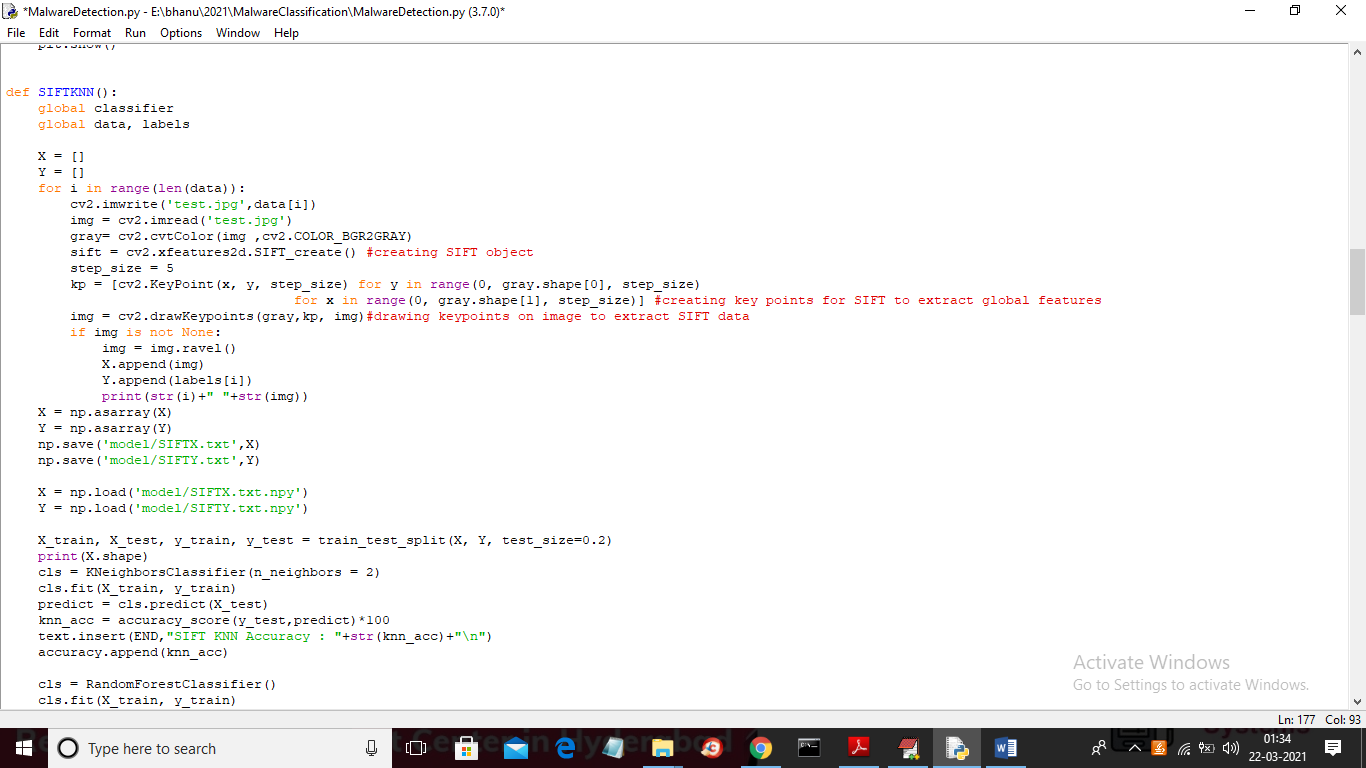 *MalwareDetection.py - E:\bhanu\2021\MalwareClassification\MalwareDetection.py (3.7.0)*
File Edit Format Run Options Window Help
plt.show()
def SIFTKNN():
    global classifier
    global data, labels
    X = []
    Y = []
    for i in range(len(data)):
        cv2.imwrite('test.jpg',data[i])
        img = cv2.imread('test.jpg')
        gray= cv2.cvtColor(img ,cv2.COLOR_BGR2GRAY)
        sift = cv2.xfeatures2d.SIFT_create() #creating SIFT object
        step_size = 5
        kp = [cv2.KeyPoint(x, y, step_size) for y in range(0, gray.shape[0], step_size)
                                    for x in range(0, gray.shape[1], step_size)] #creating key points for SIFT to extract global features
        img = cv2.drawKeypoints(gray,kp, img)#drawing keypoints on image to extract SIFT data
        if img is not None:
            img = img.ravel()
            X.append(img)
            Y.append(labels[i])
            print(str(i)+" "+str(img))
    X = np.asarray(X)
    Y = np.asarray(Y)
    np.save('model/SIFTX.txt',X)
    np.save('model/SIFTY.txt',Y)
    X = np.load('model/SIFTX.txt.npy')
    Y = np.load('model/SIFTY.txt.npy')
    X_train, X_test, y_train, y_test = train_test_split(X, Y, test_size=0.2)
    print(X.shape)
    cls = KNeighborsClassifier(n_neighbors = 2)
    cls.fit(X_train, y_train)
    predict = cls.predict(X_test)
    knn_acc = accuracy_score(y_test,predict)*100
    text.insert(END,"SIFT KNN Accuracy : "+str(knn_acc)+"\n")
    accuracy.append(knn_acc)
    cls = RandomForestClassifier()
    cls.fit(X_train, y_train)
Activate Windows
Go to Settings to activate Windows.
Ln: 177 Col: 93
Type here to search
01:34
22-03-2021